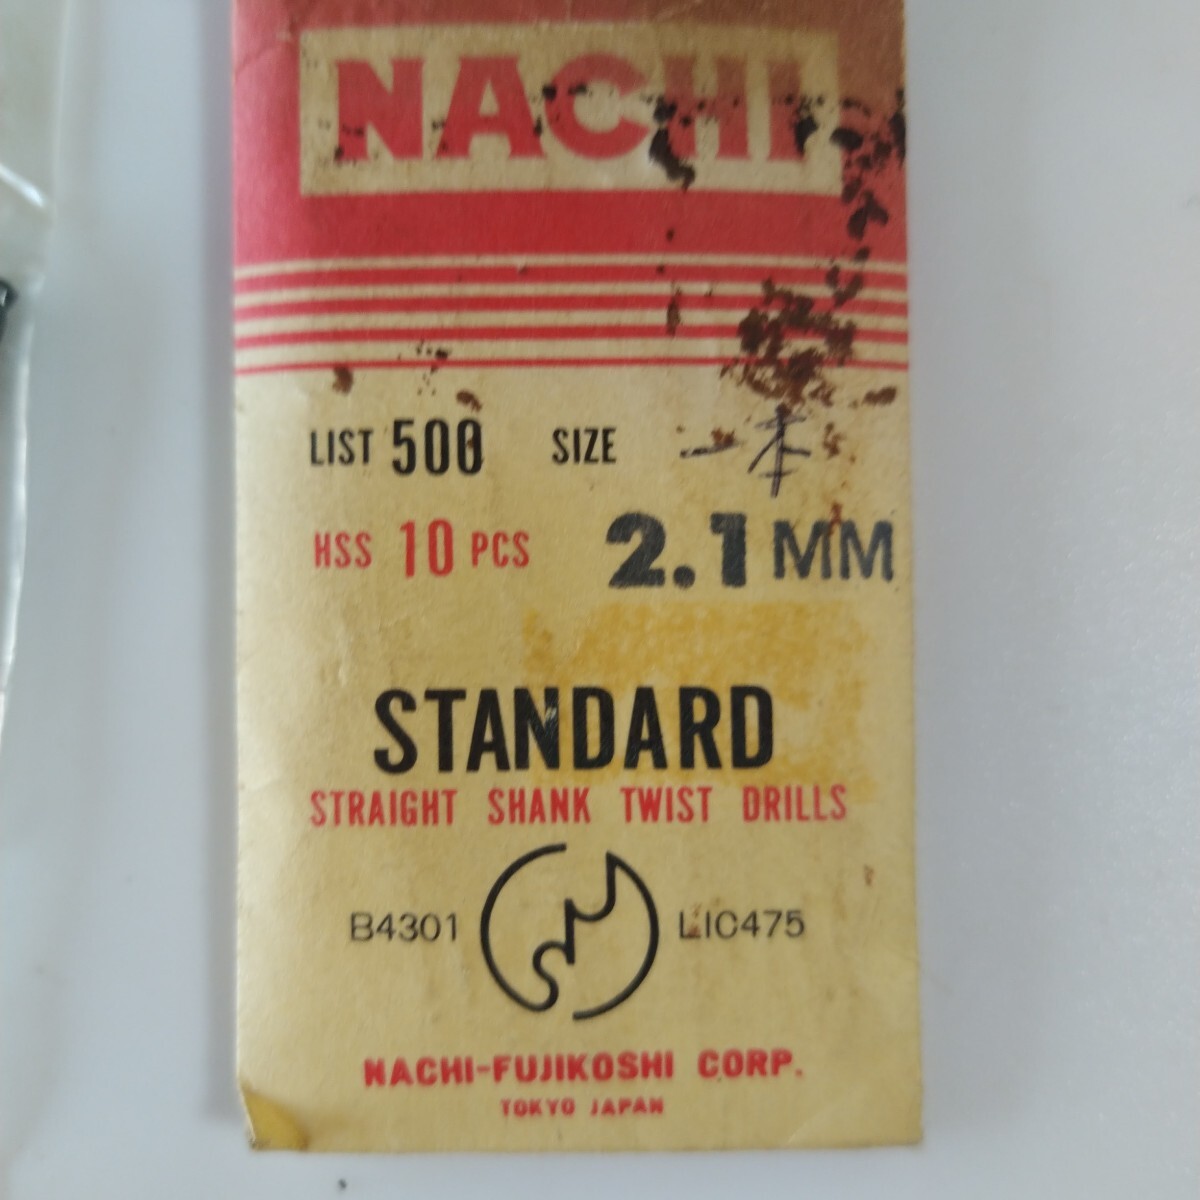 NACHI
LIST 500 SIZE 一本
HSS 10 PCS 2.1 MM
STANDARD
STRAIGHT SHANK TWIST DRILLS
B4301 LIC475
NACHI-FUJIKOSHI CORP.
TOKYO JAPAN